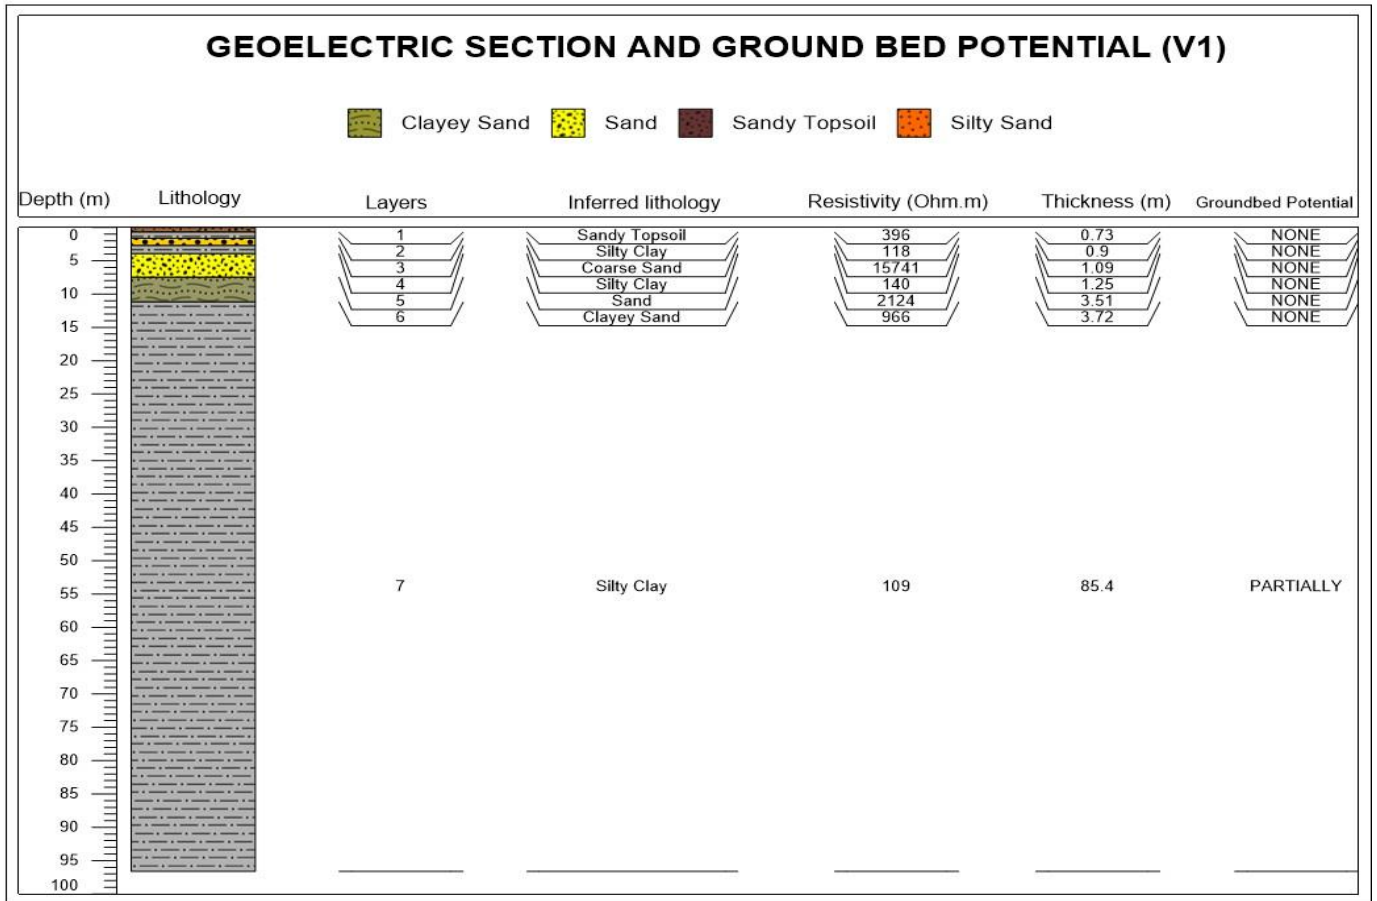 GEOELECTRIC SECTION AND GROUND BED POTENTIAL (V1)
Clayey Sand Sand Sandy Topsoil Silty Sand
Depth (m) Lithology Layers Inferred lithology Resistivity (Ohm.m) Thickness (m) Groundbed Potential
0 1 Sandy Topsoil 396 0.73 NONE
2 Silty Clay 118 0.9 NONE
5 3 Coarse Sand 15741 1.09 NONE
4 Silty Clay 140 1.25 NONE
10 5 Sand 2124 3.51 NONE
6 Clayey Sand 966 3.72 NONE
15
20
25
30
35
40
45
50
55 7 Silty Clay 109 85.4 PARTIALLY
60
65
70
75
80
85
90
95
100